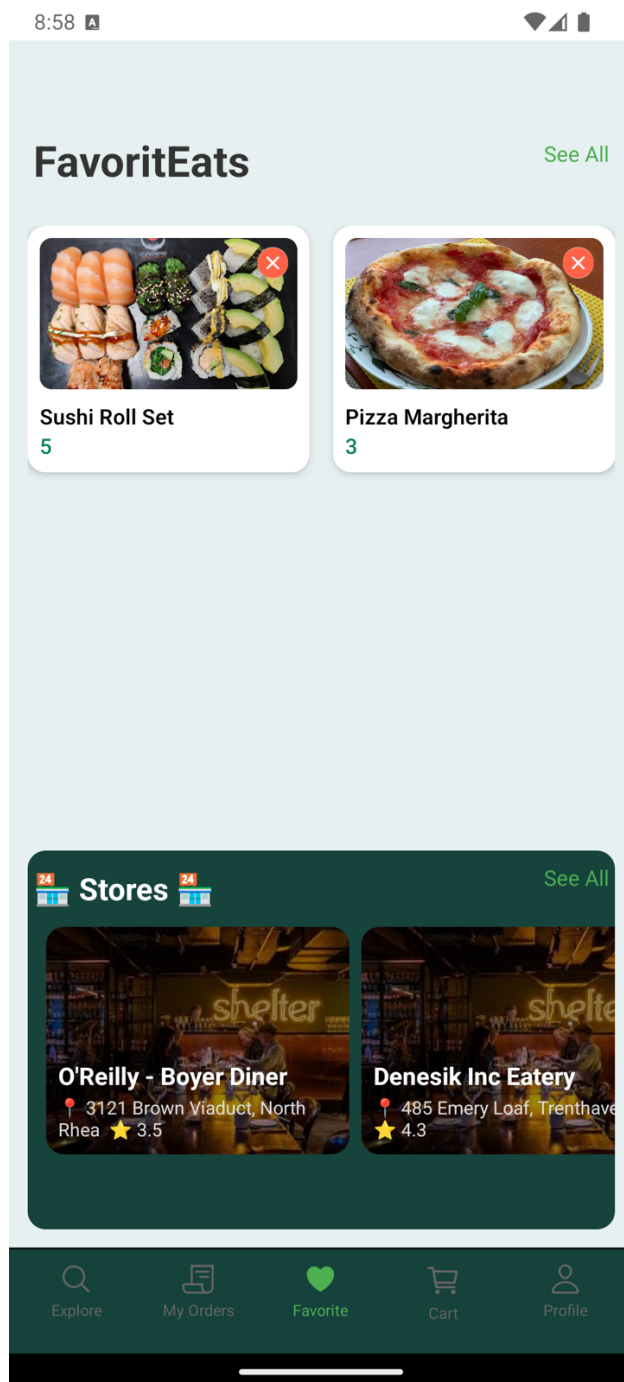 8:58
FavoritEats
See All
Sushi Roll Set
5
Pizza Margherita
3
Stores
See All
shelter
O'Reilly - Boyer Diner
3121 Brown Viaduct, North
Rhea ⭐ 3.5
shelte
Denesik Inc Eatery
485 Emery Loaf, Trenthave
⭐ 4.3
Explore
My Orders
Favorite
Cart
Profile